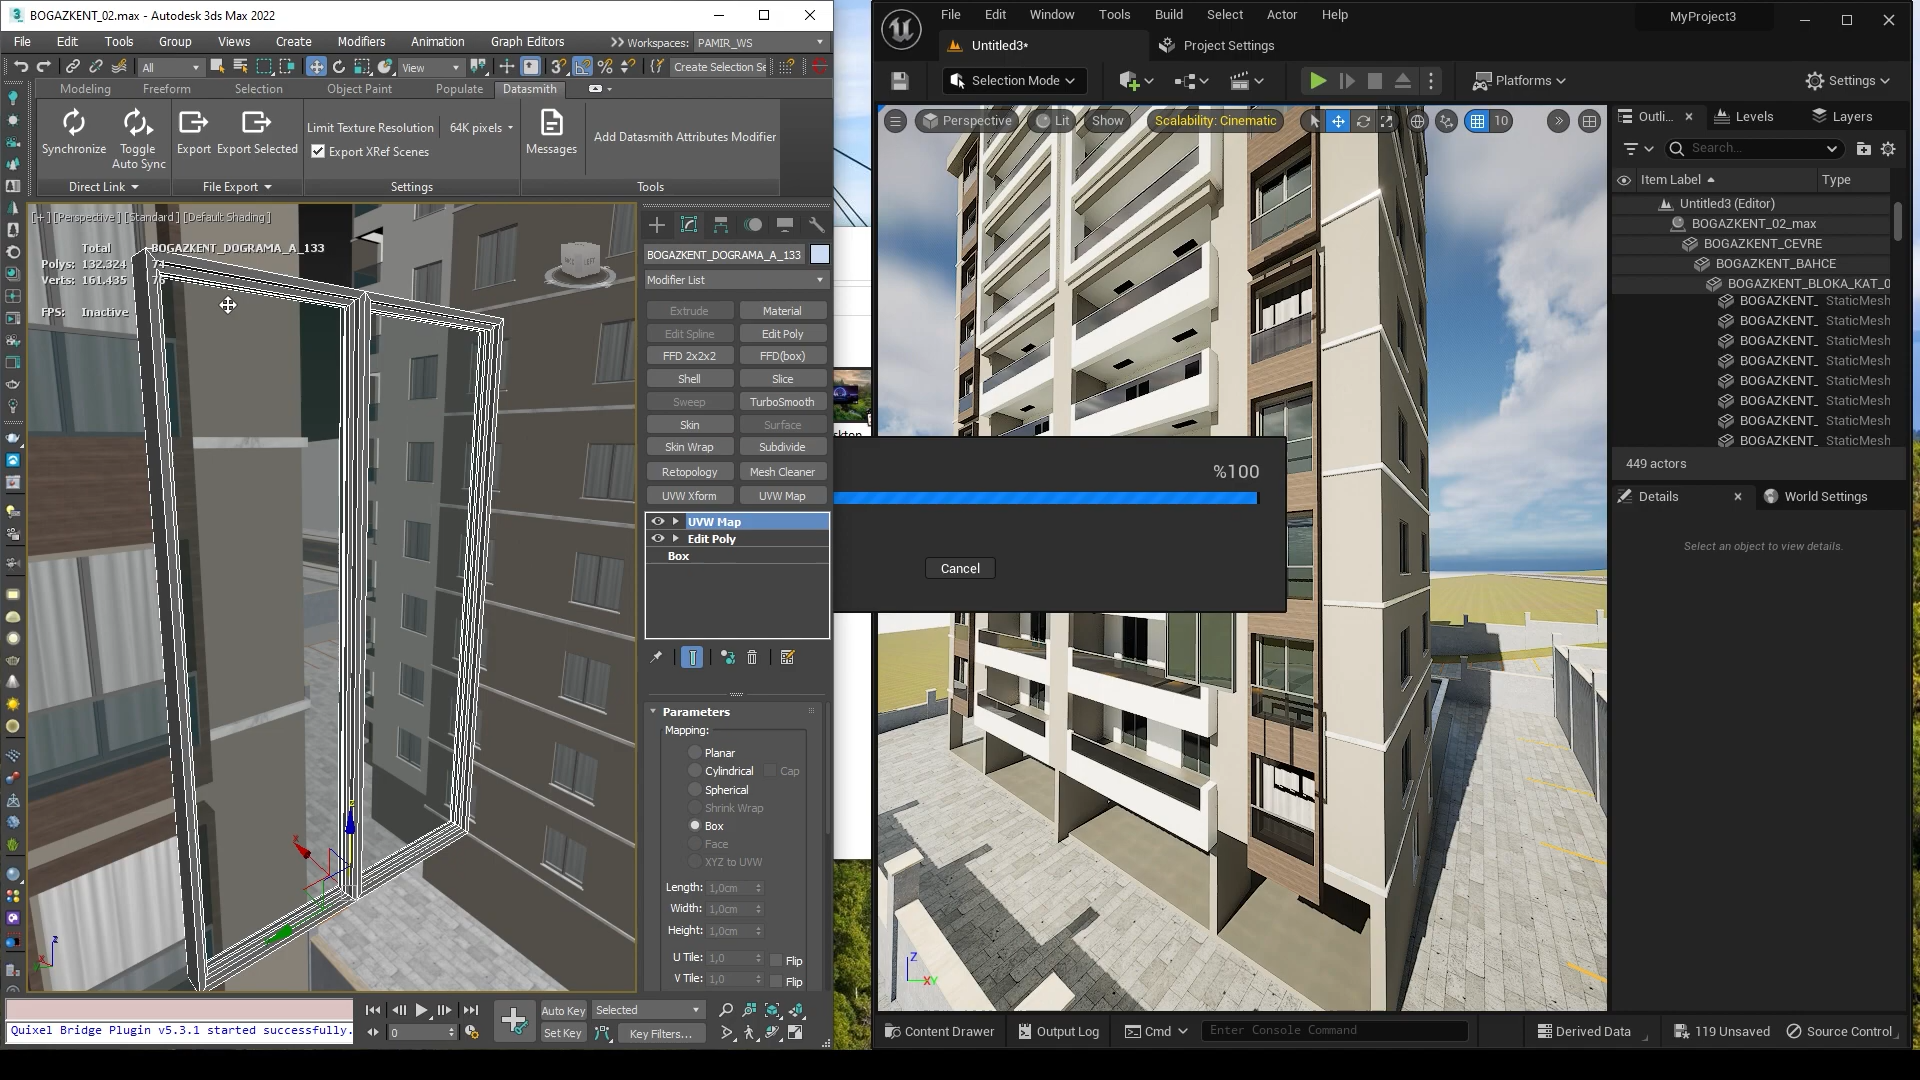 BOGAZKENT_02.max - Autodesk 3ds Max 2022
File Edit Tools Group Views Create Modifiers Animation Graph Editors Workspaces: PAMIR_WS
All View Create Selection Se
Modeling Freeform Selection Object Paint Populate Datasmith
Synchronize
Toggle
Auto Sync
Export
Export Selected
Limit Texture Resolution 64K pixels
Export XRef Scenes
Messages
Add Datasmith Attributes Modifier
Direct Link
File Export
Settings
Tools
[+] [Perspective] [Standard] [Default Shading]
Total BOGAZKENT_DOGRAMA_A_133
Polys: 132.324 74
Verts: 161.435 76
FPS: Inactive
BOGAZKENT_DOGRAMA_A_133
Modifier List
Extrude Material
Edit Spline Edit Poly
FFD 2x2x2 FFD(box)
Shell Slice
Sweep TurboSmooth
Skin Surface
Skin Wrap Subdivide
Retopology Mesh Cleaner
UVW Xform UVW Map
UVW Map
Edit Poly
Box
Parameters
Mapping:
Planar
Cylindrical Cap
Spherical
Shrink Wrap
Box
Face
XYZ to UVW
Length: 1,0cm
Width: 1,0cm
Height: 1,0cm
U Tile: 1,0 Flip
V Tile: 1,0 Flip
Quixel Bridge Plugin v5.3.1 started successfully.
0
Auto Key Selected
Set Key Key Filters...
File Edit Window Tools Build Select Actor Help
MyProject3
Untitled3*
Project Settings
Selection Mode
Platforms
Settings
Perspective Lit Show Scalability: Cinematic 10
%100
Cancel
Z
XY
Outli...
Levels
Layers
Search...
Item Label Type
Untitled3 (Editor)
BOGAZKENT_02_max
BOGAZKENT_CEVRE
BOGAZKENT_BAHCE
BOGAZKENT_BLOKA_KAT_0
BOGAZKENT_ StaticMesh
BOGAZKENT_ StaticMesh
BOGAZKENT_ StaticMesh
BOGAZKENT_ StaticMesh
BOGAZKENT_ StaticMesh
BOGAZKENT_ StaticMesh
BOGAZKENT_ StaticMesh
BOGAZKENT_ StaticMesh
449 actors
Details
World Settings
Select an object to view details.
Content Drawer
Output Log
Cmd
Enter Console Command
Derived Data
119 Unsaved
Source Control